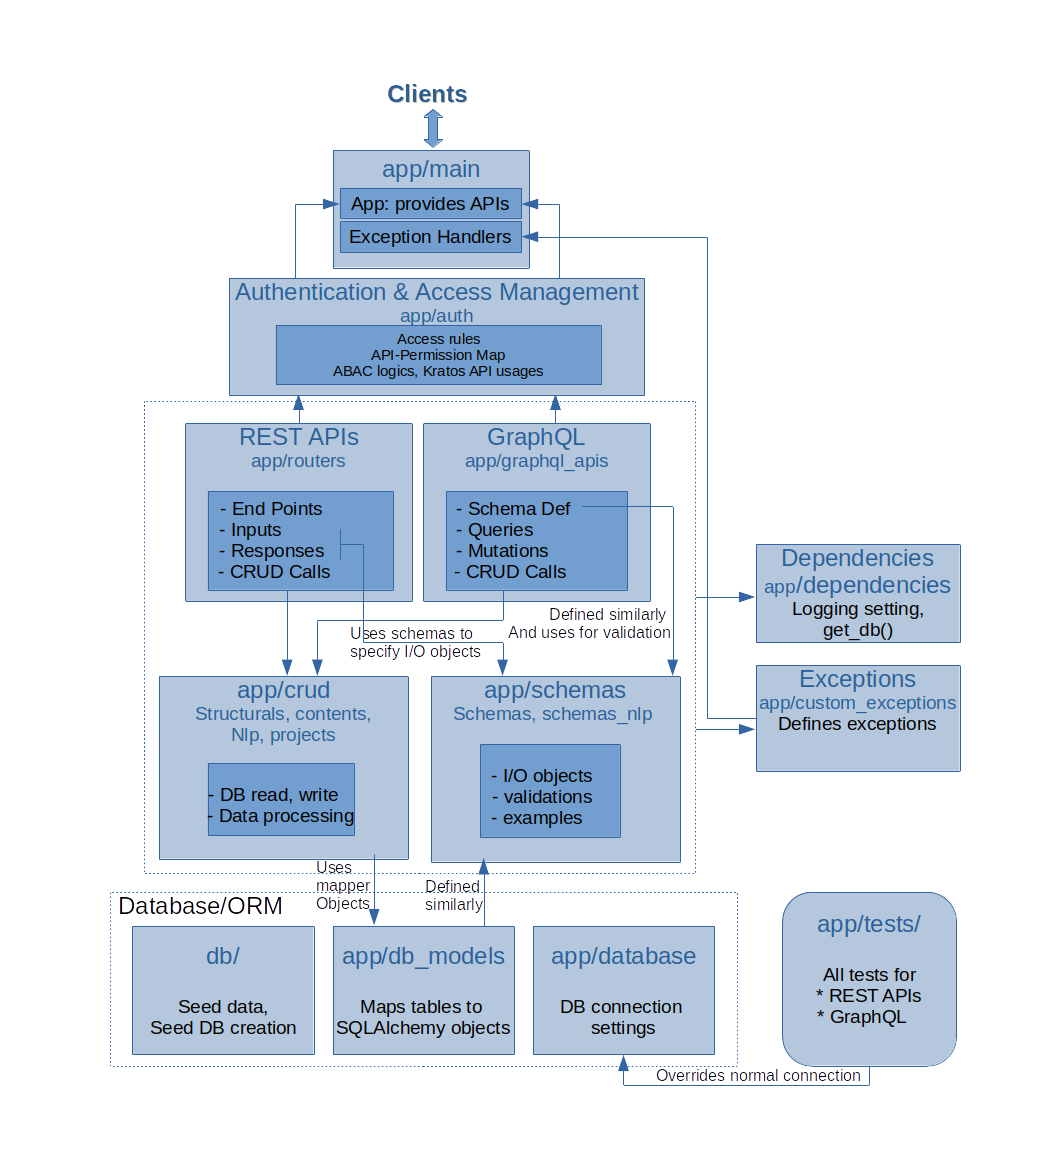 Clients
app/main
App: provides APIs
Exception Handlers
Authentication & Access Management
app/auth
Access rules
API-Permission Map
ABAC logics, Kratos API usages
REST APIs
app/routers
- End Points
- Inputs
- Responses
- CRUD Calls
GraphQL
app/graphql_apis
- Schema Def
- Queries
- Mutations
- CRUD Calls
Dependencies
app/dependencies
Logging setting,
get_db()
Uses schemas to
specify I/O objects
Defined similarly
And uses for validation
Exceptions
app/custom_exceptions
Defines exceptions
app/crud
Structurals, contents,
Nlp, projects
- DB read, write
- Data processing
app/schemas
Schemas, schemas_nlp
- I/O objects
- validations
- examples
Uses
mapper
Objects
Defined
similarly
Database/ORM
db/
Seed data,
Seed DB creation
app/db_models
Maps tables to
SQLAlchemy objects
app/database
DB connection
settings
app/tests/
All tests for
* REST APIs
* GraphQL
Overrides normal connection